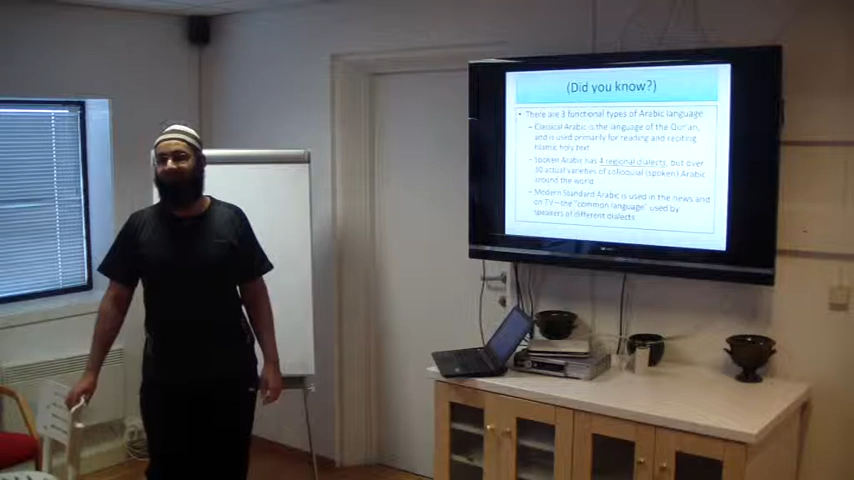 (Did you know?)
• There are 3 functional types of Arabic language
– Classical Arabic is the language of the Qur'an,
and is used primarily for reading and reciting
Islamic holy text
– Spoken Arabic has 4 regional dialects, but over
30 actual varieties of colloquial (spoken) Arabic
around the world
– Modern Standard Arabic is used in the news and
on TV – the "common language" used by
speakers of different dialects